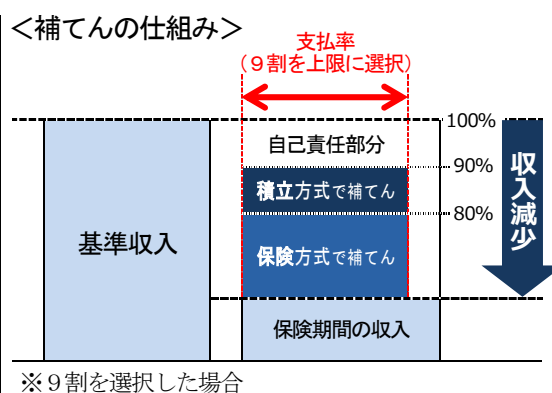 ＜補てんの仕組み＞
支払率
（９割を上限に選択）
100%
自己責任部分
90%
積立方式で補てん
80%
収入減少
基準収入
保険方式で補てん
保険期間の収入
※９割を選択した場合